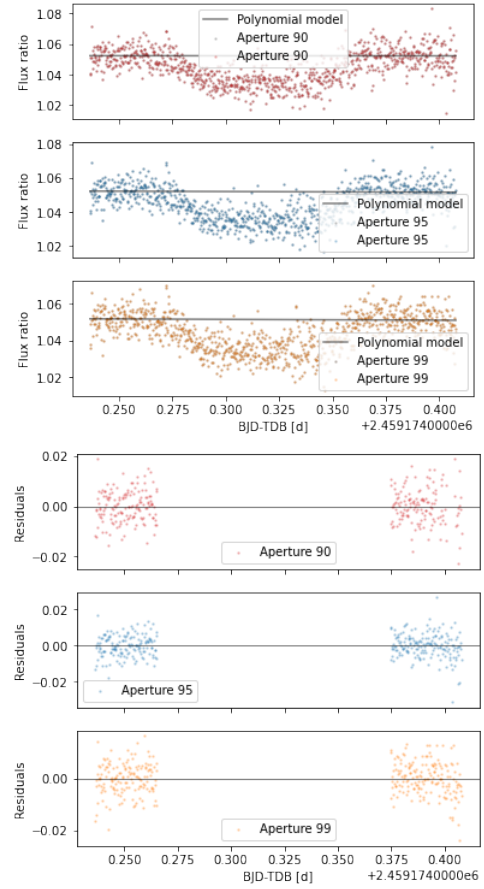 1.08
1.06
1.04
1.02
Flux ratio
Polynomial model
Aperture 90
Aperture 90
1.08
1.06
1.04
1.02
Flux ratio
Polynomial model
Aperture 95
Aperture 95
1.06
1.04
1.02
Flux ratio
Polynomial model
Aperture 99
Aperture 99
0.250 0.275 0.300 0.325 0.350 0.375 0.400
BJD-TDB [d] +2.4591740000e6
0.02
0.00
−0.02
Residuals
Aperture 90
0.02
0.00
−0.02
Residuals
Aperture 95
0.00
−0.02
Residuals
Aperture 99
0.250 0.275 0.300 0.325 0.350 0.375 0.400
BJD-TDB [d] +2.4591740000e6